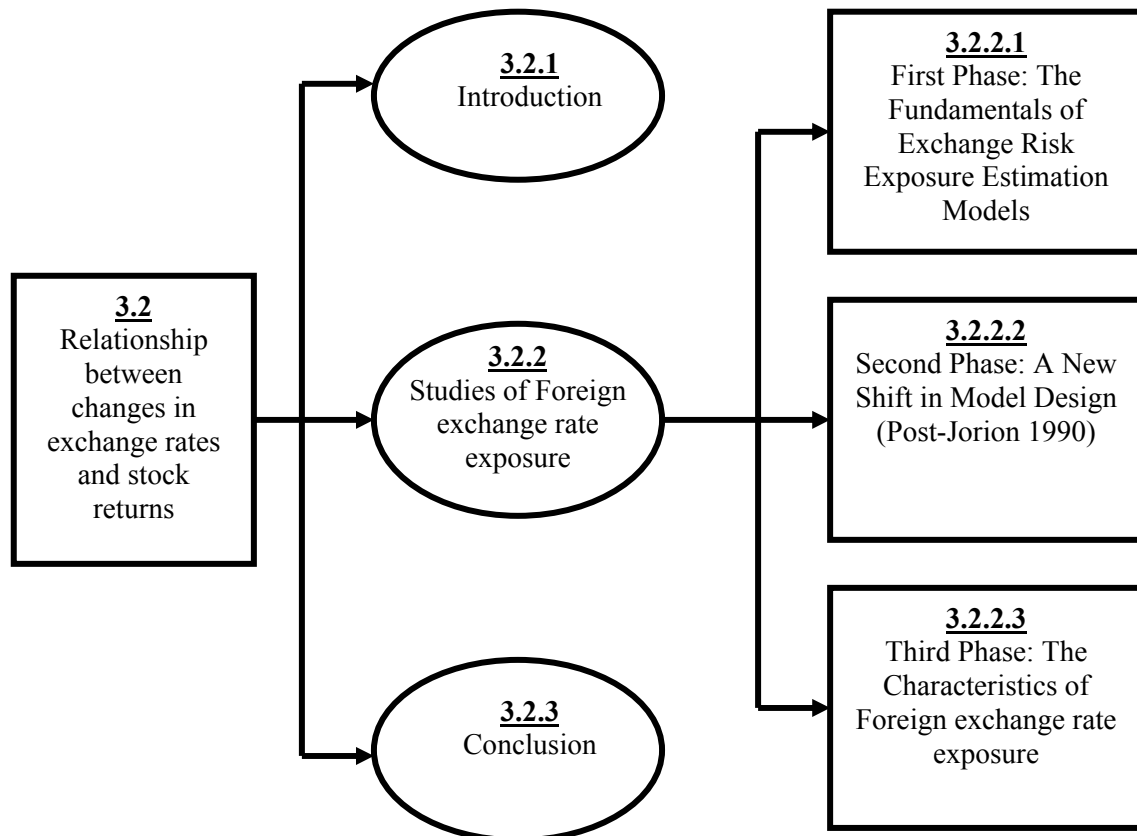 3.2
Relationship
between
changes in
exchange rates
and stock
returns
3.2.1
Introduction
3.2.2
Studies of Foreign
exchange rate
exposure
3.2.3
Conclusion
3.2.2.1
First Phase: The
Fundamentals of
Exchange Risk
Exposure Estimation
Models
3.2.2.2
Second Phase: A New
Shift in Model Design
(Post-Jorion 1990)
3.2.2.3
Third Phase: The
Characteristics of
Foreign exchange rate
exposure